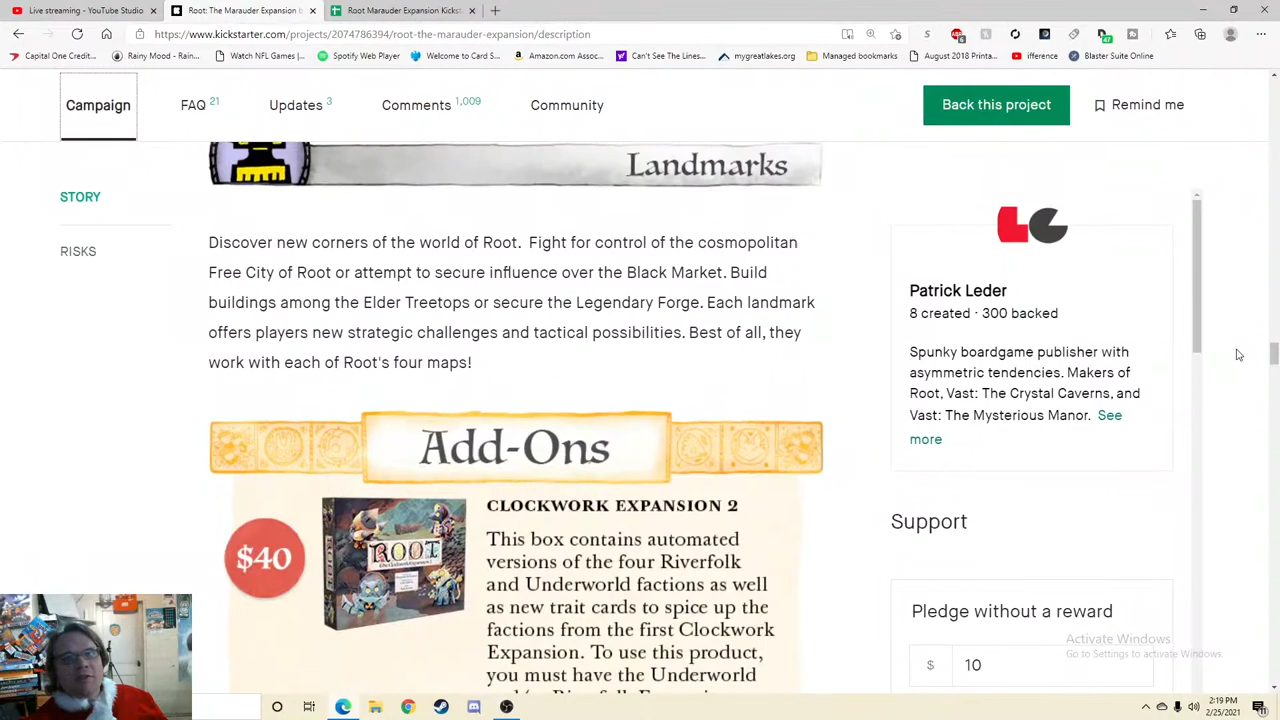 Live streaming - YouTube Studio
Root: The Marauder Expansion b
Root Marauder Expansion Kickst
https://www.kickstarter.com/projects/2074786394/root-the-marauder-expansion/description
Capital One Credit...
Rainy Mood - Rain...
Watch NFL Games |...
Spotify Web Player
Welcome to Card S...
Amazon.com Assoc...
Can't See The Lines...
mygreatlakes.org
Managed bookmarks
August 2018 Printa...
ifference
Blaster Suite Online
Campaign
FAQ 21
Updates 3
Comments 1,009
Community
Back this project
Remind me
STORY
RISKS
Landmarks
Discover new corners of the world of Root. Fight for control of the cosmopolitan
Free City of Root or attempt to secure influence over the Black Market. Build
buildings among the Elder Treetops or secure the Legendary Forge. Each landmark
offers players new strategic challenges and tactical possibilities. Best of all, they
work with each of Root's four maps!
Add-Ons
$40
ROOT
CLOCKWORK EXPANSION 2
This box contains automated
versions of the four Riverfolk
and Underworld factions as well
as new trait cards to spice up the
factions from the first Clockwork
Expansion. To use this product,
you must have the Underworld
Patrick Leder
8 created · 300 backed
Spunky boardgame publisher with
asymmetric tendencies. Makers of
Root, Vast: The Crystal Caverns, and
Vast: The Mysterious Manor. See
more
Support
Pledge without a reward
$ 10
Activate Windows
Go to Settings to activate Windows.
2:19 PM
2/25/2021